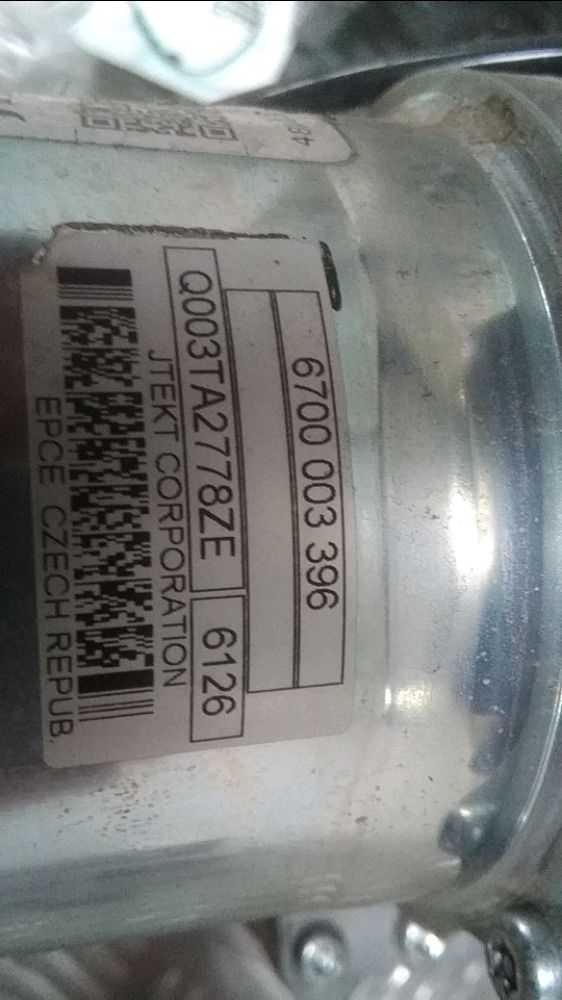 6700 003 396
Q003TA2778ZE 6126
JTEKT CORPORATION
EPCE CZECH REPUB